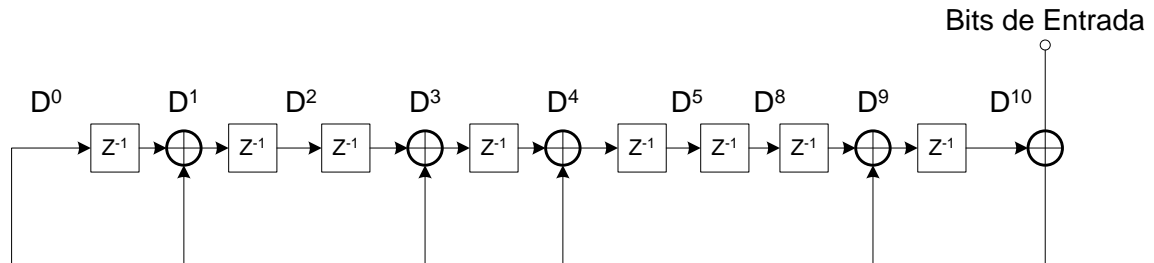 Bits de Entrada
D⁰ D¹ D² D³ D⁴ D⁵ D⁸ D⁹ D¹⁰
Z⁻¹ Z⁻¹ Z⁻¹ Z⁻¹ Z⁻¹ Z⁻¹ Z⁻¹ Z⁻¹